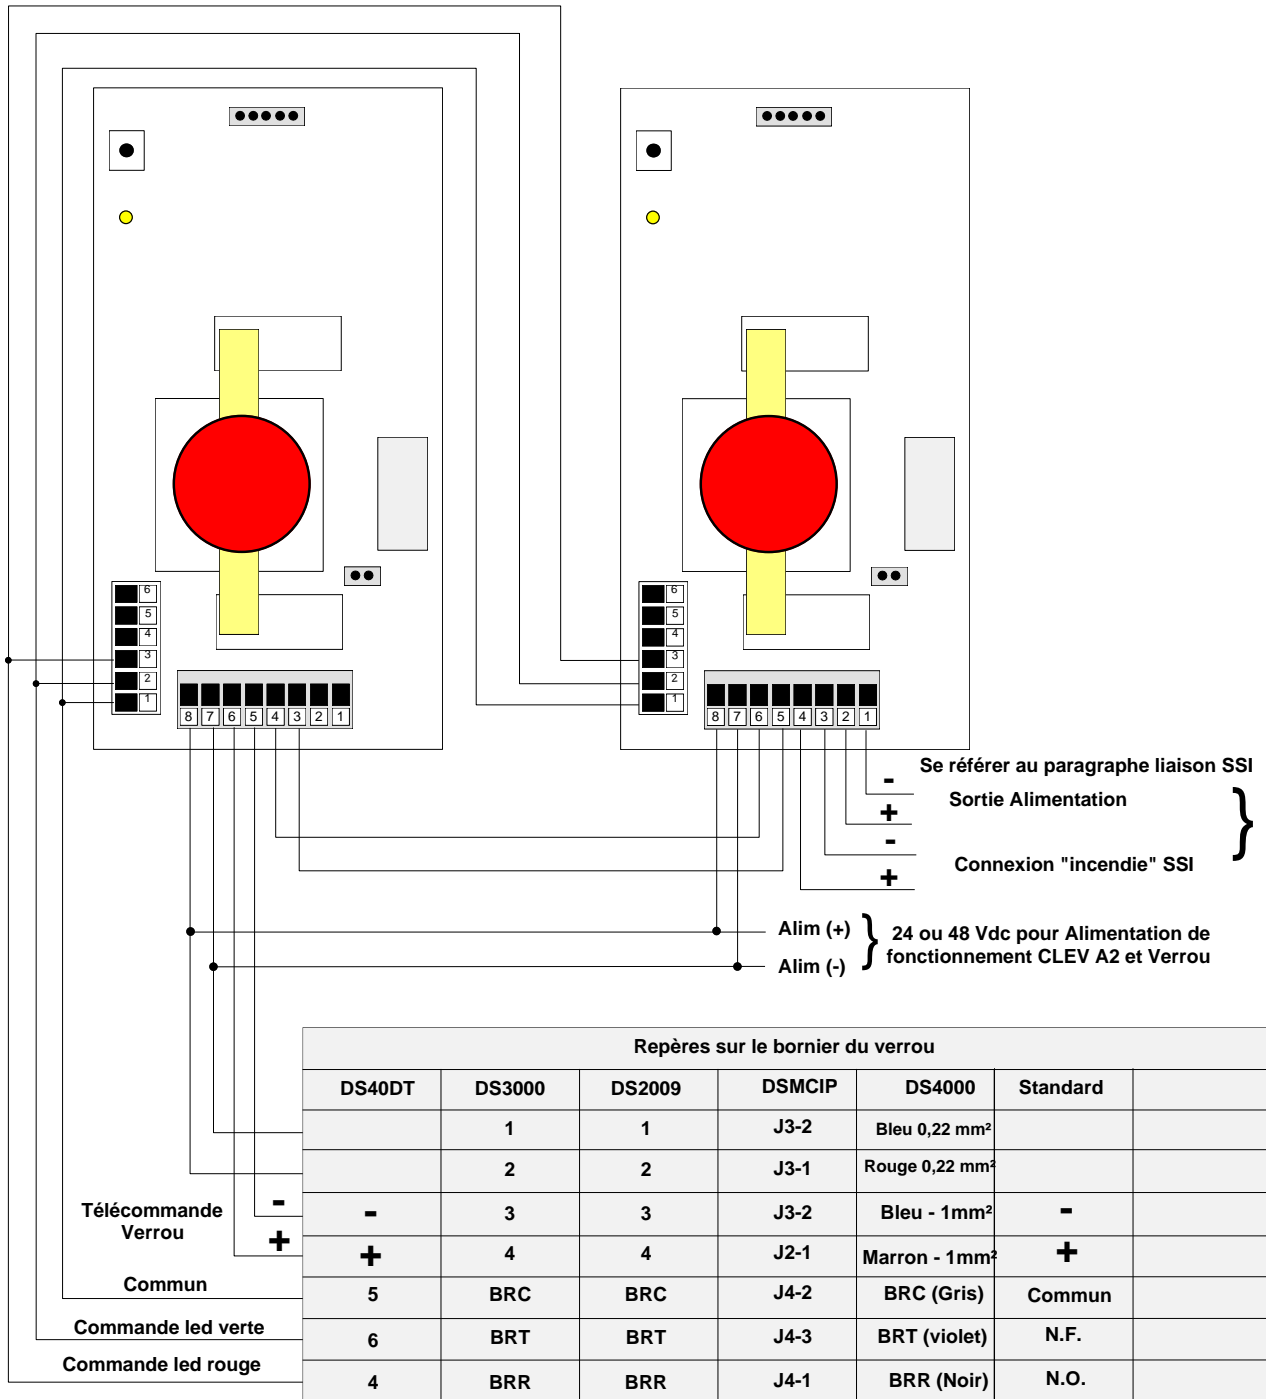 6
5
4
3
2
1
8 7 6 5 4 3 2 1
6
5
4
3
2
1
8 7 6 5 4 3 2 1
Se référer au paragraphe liaison SSI
-
Sortie Alimentation
+
}
-
Connexion "incendie" SSI
+
Alim (+)
Alim (-)
}
24 ou 48 Vdc pour Alimentation de
fonctionnement CLEV A2 et Verrou
Repères sur le bornier du verrou
DS40DT DS3000 DS2009 DSMCIP DS4000 Standard
1 1 J3-2 Bleu 0,22 mm²
2 2 J3-1 Rouge 0,22 mm²
Télécommande
Verrou
- - 3 3 J3-2 Bleu - 1mm² -
+ + 4 4 J2-1 Marron - 1mm² +
Commun 5 BRC BRC J4-2 BRC (Gris) Commun
Commande led verte 6 BRT BRT J4-3 BRT (violet) N.F.
Commande led rouge 4 BRR BRR J4-1 BRR (Noir) N.O.